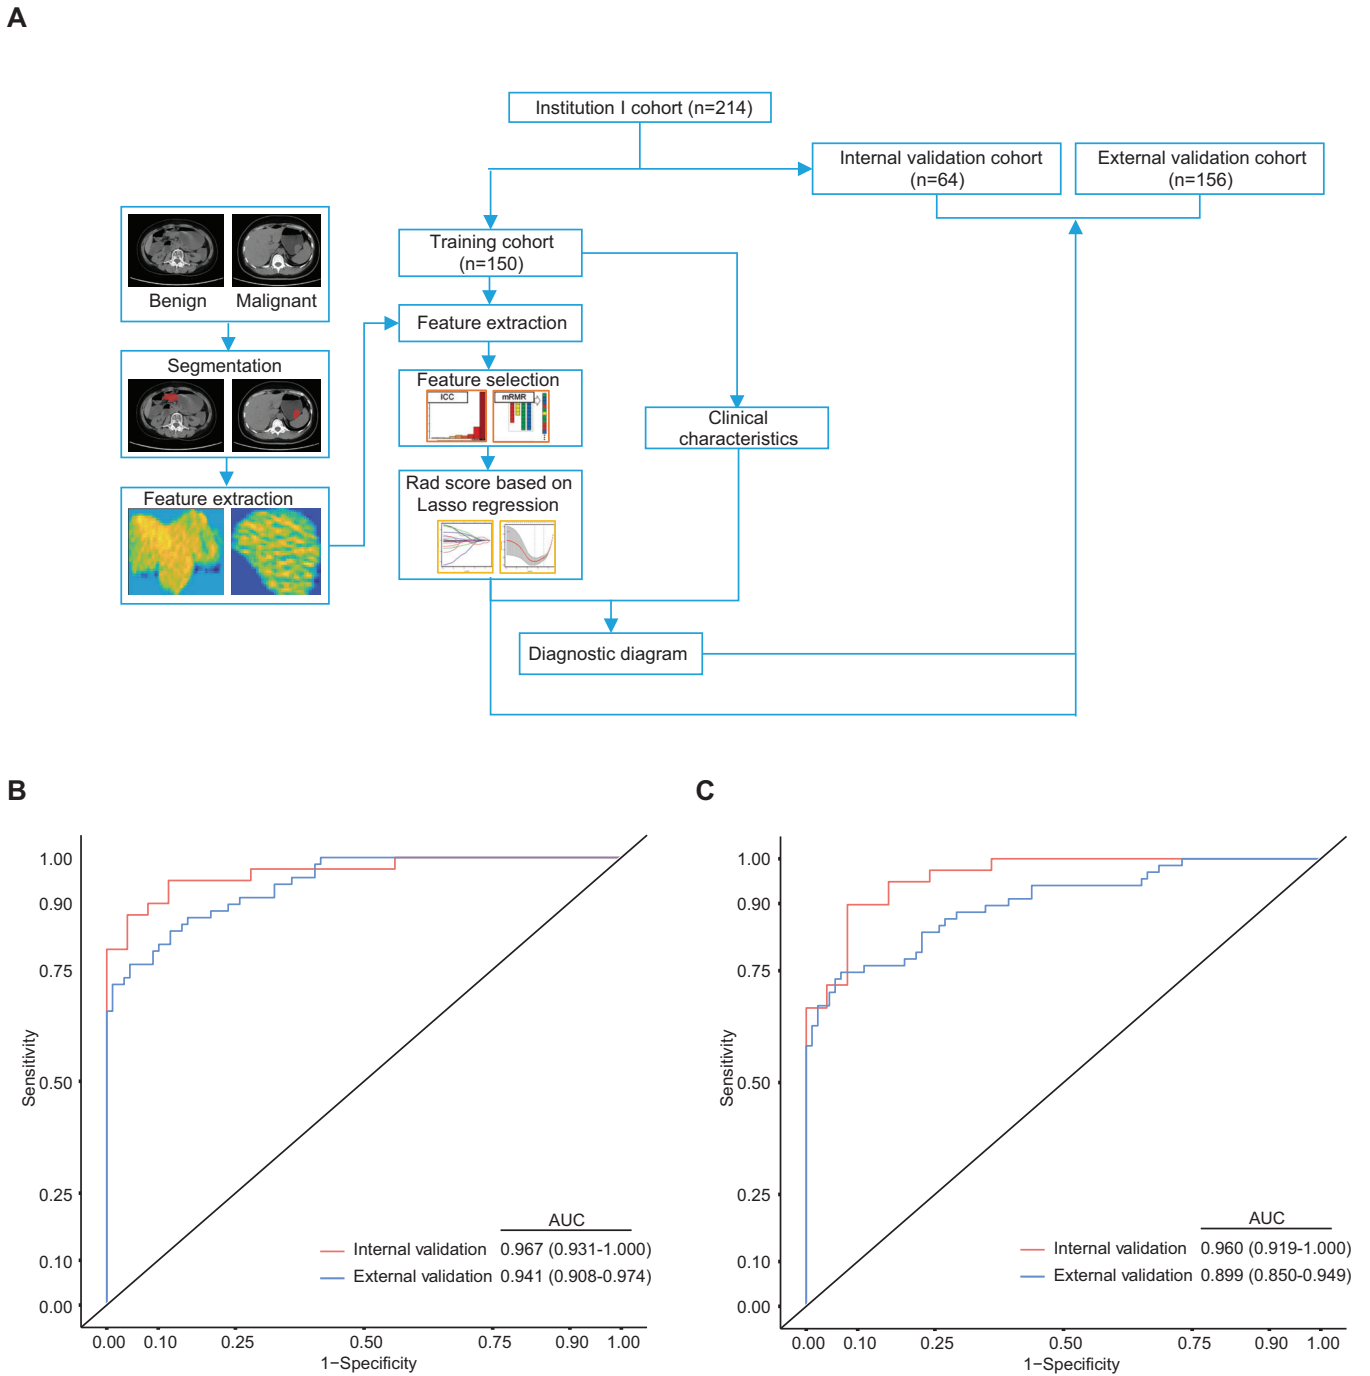 A
Institution I cohort (n=214)
Internal validation cohort
(n=64)
External validation cohort
(n=156)
Training cohort
(n=150)
Benign
Malignant
Feature extraction
Segmentation
Feature selection
ICC
mRMR
Clinical
characteristics
Rad score based on
Lasso regression
Feature extraction
Diagnostic diagram
B
1.00
0.90
0.75
0.50
0.25
0.10
0.00
Sensitivity
AUC
Internal validation 0.967 (0.931-1.000)
External validation 0.941 (0.908-0.974)
0.00 0.10 0.25 0.50 0.75 0.90 1.00
1−Specificity
C
1.00
0.90
0.75
0.50
0.25
0.10
0.00
Sensitivity
AUC
Internal validation 0.960 (0.919-1.000)
External validation 0.899 (0.850-0.949)
0.00 0.10 0.25 0.50 0.75 0.90 1.00
1−Specificity